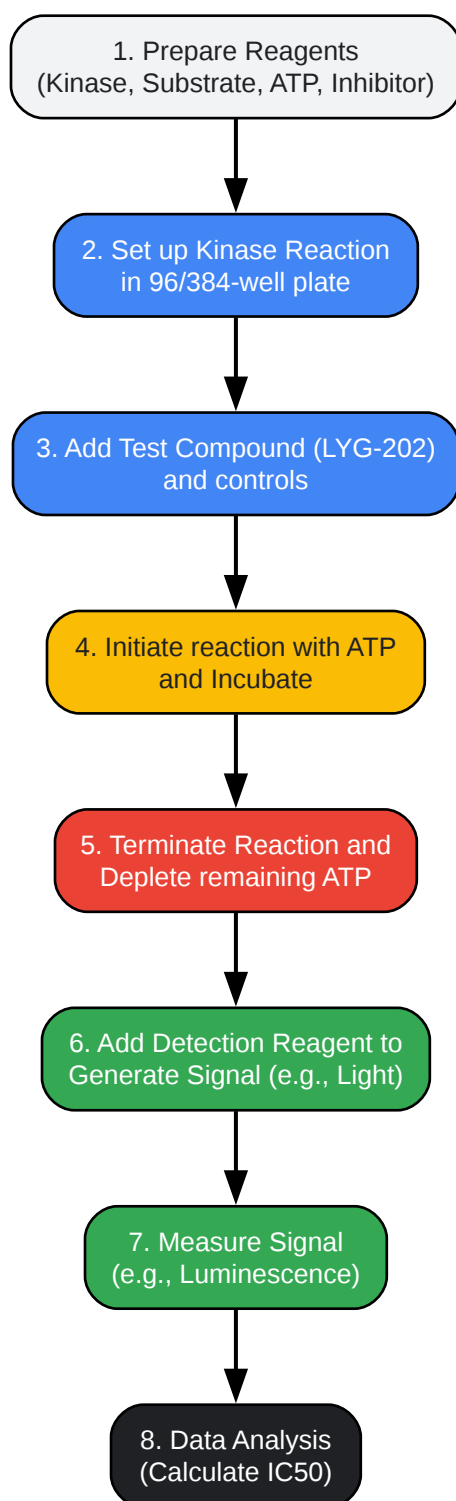 1. Prepare Reagents
(Kinase, Substrate, ATP, Inhibitor)
2. Set up Kinase Reaction
in 96/384-well plate
3. Add Test Compound (LYG-202)
and controls
4. Initiate reaction with ATP
and Incubate
5. Terminate Reaction and
Deplete remaining ATP
6. Add Detection Reagent to
Generate Signal (e.g., Light)
7. Measure Signal
(e.g., Luminescence)
8. Data Analysis
(Calculate IC50)